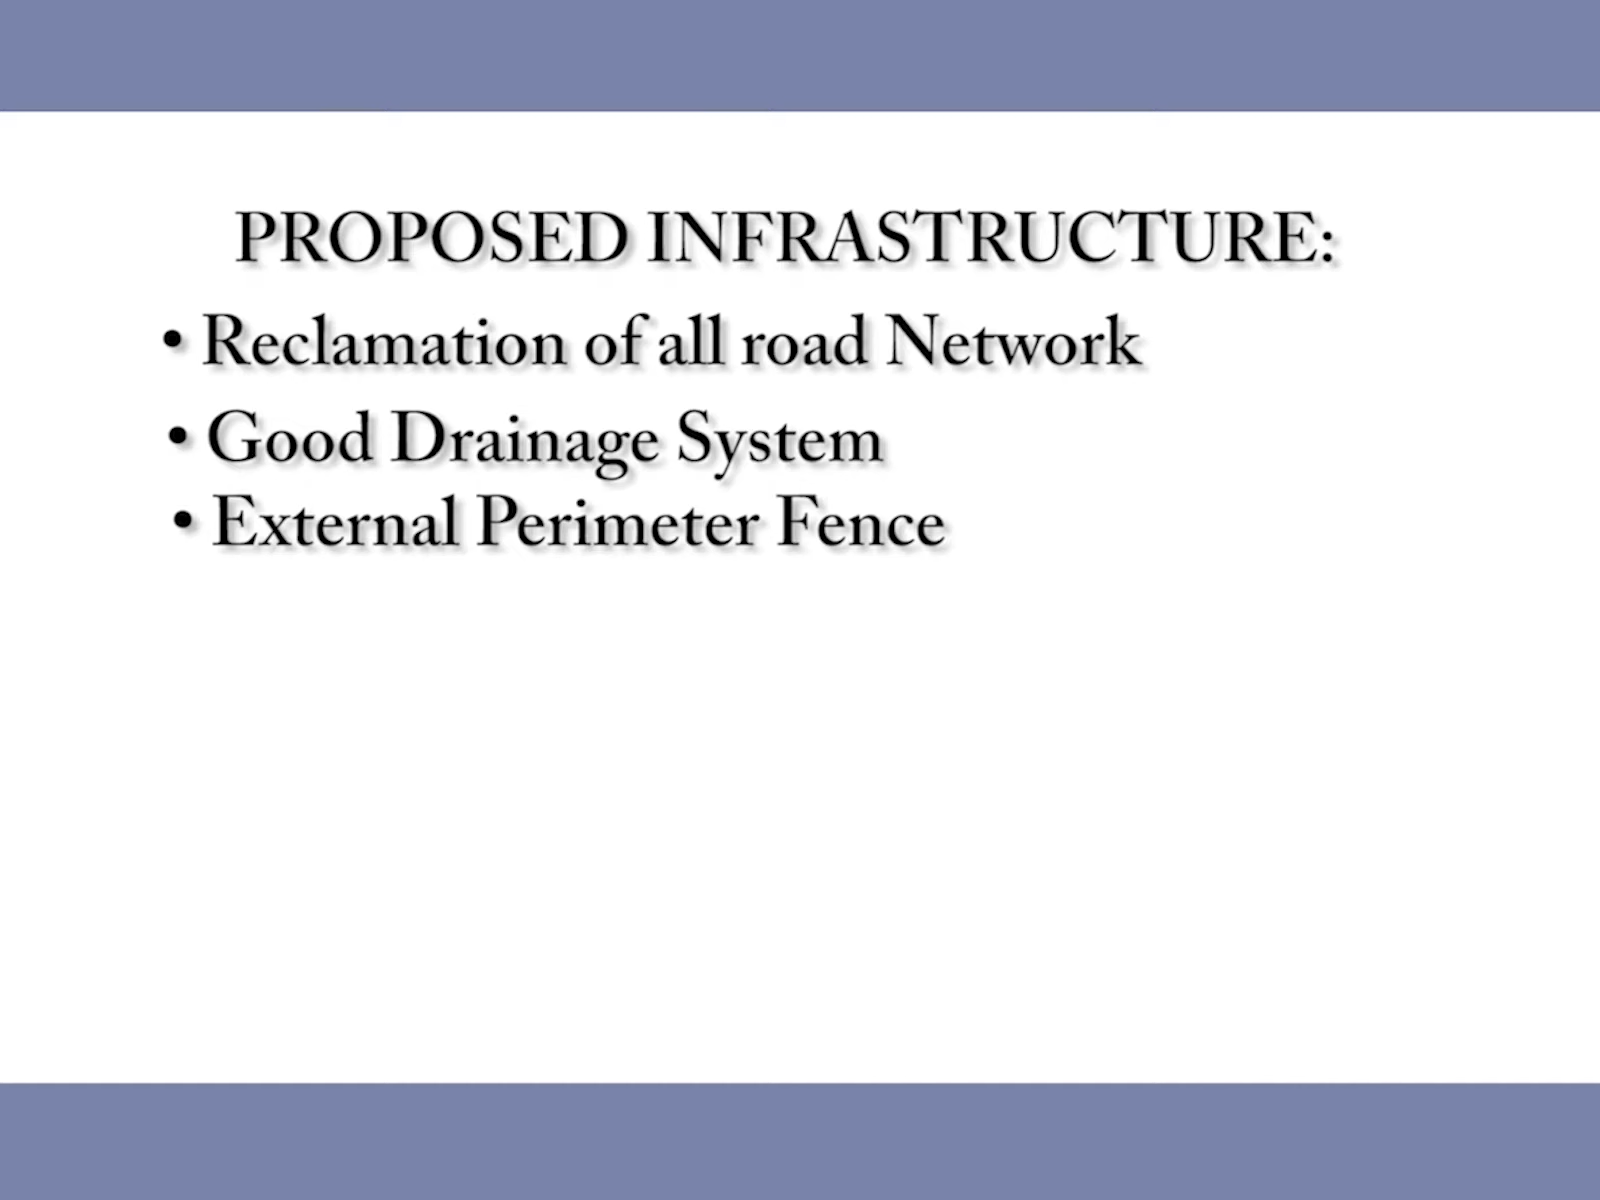 PROPOSED INFRASTRUCTURE:
• Reclamation of all road Network
• Good Drainage System
• External Perimeter Fence